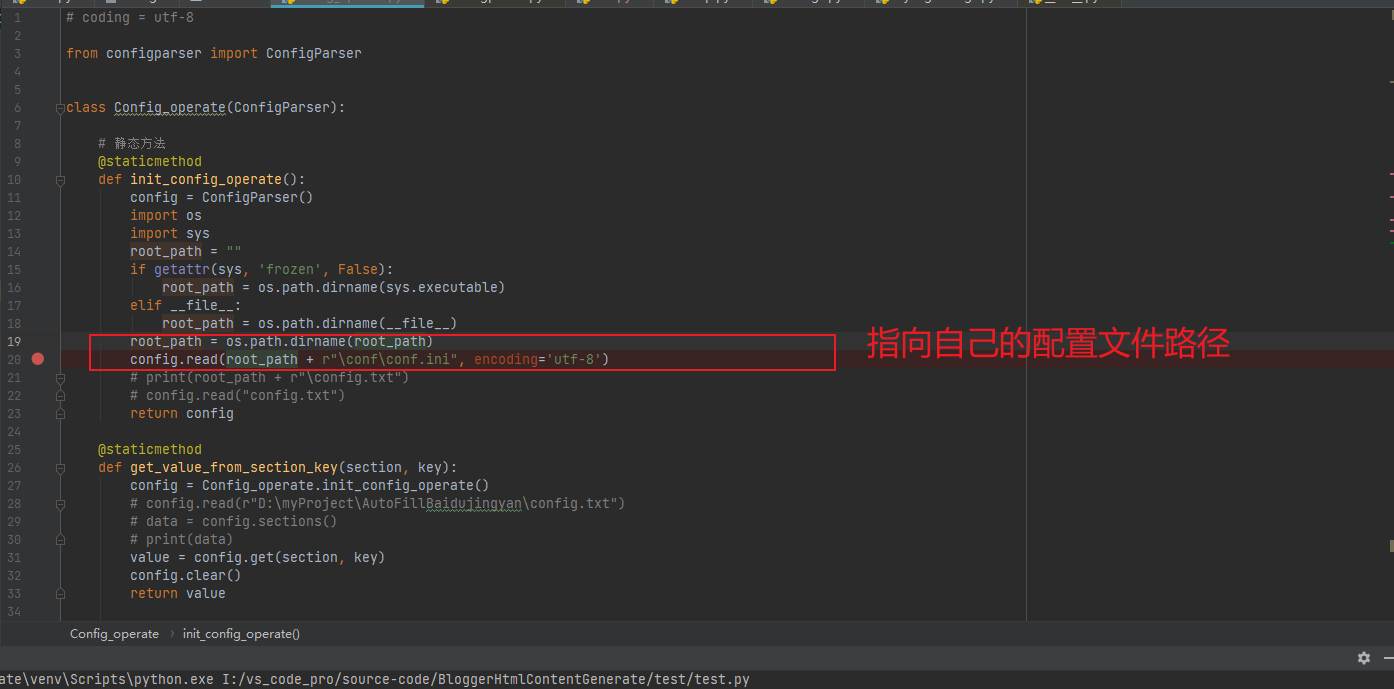 1 # coding = utf-8
2
3 from configparser import ConfigParser
4
5
6 class Config_operate(ConfigParser):
7
8 # 静态方法
9 @staticmethod
10 def init_config_operate():
11 config = ConfigParser()
12 import os
13 import sys
14 root_path = ""
15 if getattr(sys, 'frozen', False):
16 root_path = os.path.dirname(sys.executable)
17 elif __file__:
18 root_path = os.path.dirname(__file__)
19 root_path = os.path.dirname(root_path)
20 config.read(root_path + r"\conf\conf.ini", encoding='utf-8')
指向自己的配置文件路径
21 # print(root_path + r"\config.txt")
22 # config.read("config.txt")
23 return config
24
25 @staticmethod
26 def get_value_from_section_key(section, key):
27 config = Config_operate.init_config_operate()
28 # config.read(r"D:\myProject\AutoFillBaidujingyan\config.txt")
29 # data = config.sections()
30 # print(data)
31 value = config.get(section, key)
32 config.clear()
33 return value
34
Config_operate › init_config_operate()
ate\venv\Scripts\python.exe I:/vs_code_pro/source-code/BloggerHtmlContentGenerate/test/test.py